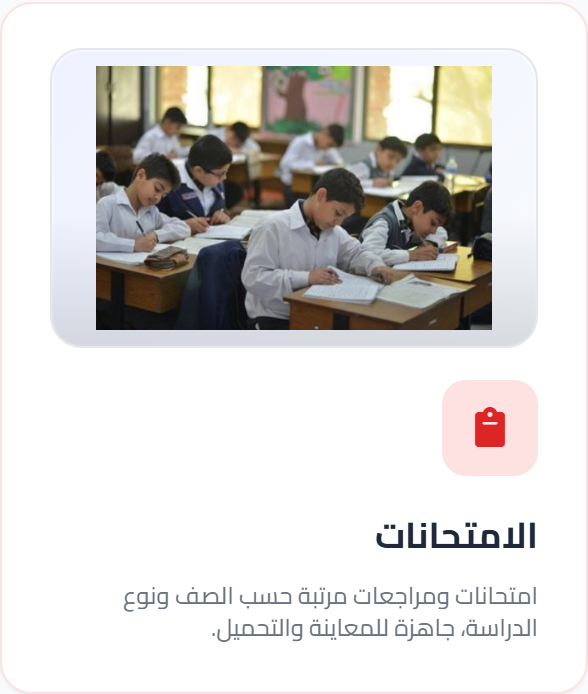 الامتحانات
امتحانات ومراجعات مرتبة حسب الصف ونوع
الدراسة، جاهزة للمعاينة والتحميل.